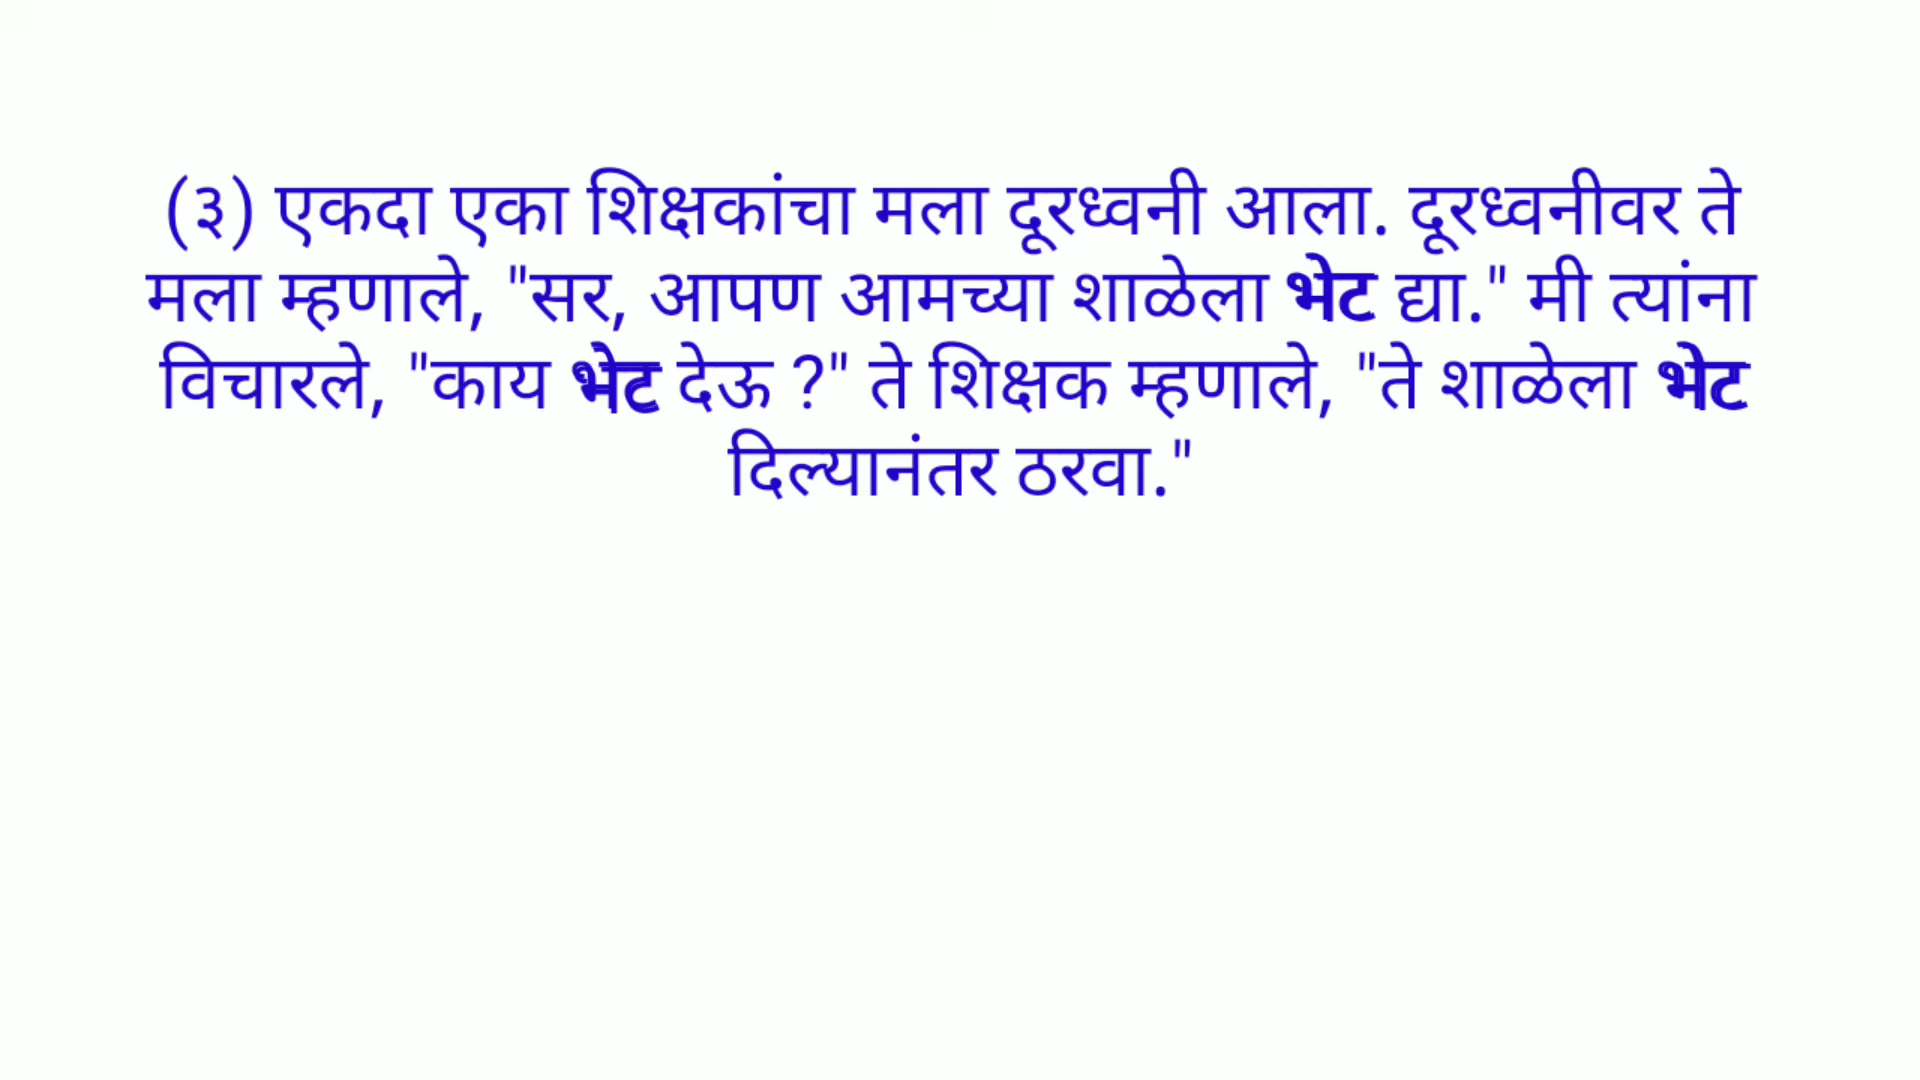 (३) एकदा एका शिक्षकांचा मला दूरध्वनी आला. दूरध्वनीवर ते
मला म्हणाले, "सर, आपण आमच्या शाळेला भेट द्या." मी त्यांना
विचारले, "काय भेट देऊ ?" ते शिक्षक म्हणाले, "ते शाळेला भेट
दिल्यानंतर ठरवा."